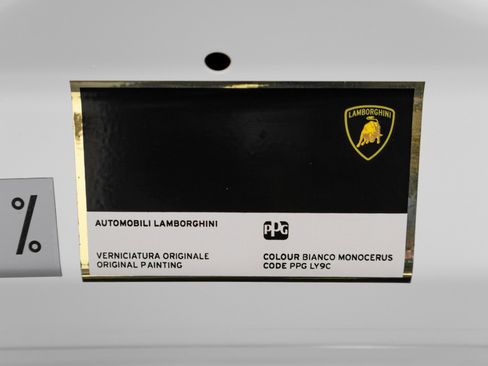 LAMBORGHINI
AUTOMOBILI LAMBORGHINI
PPG
VERNICIATURA ORIGINALE
ORIGINAL PAINTING
COLOUR BIANCO MONOCERUS
CODE PPG LY9C
%